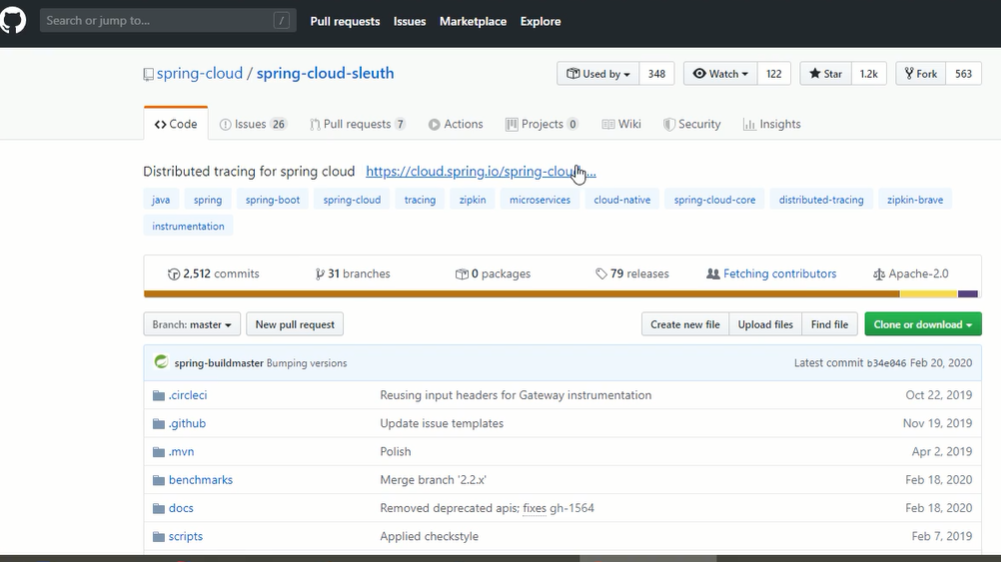 Search or jump to... / Pull requests Issues Marketplace Explore
spring-cloud / spring-cloud-sleuth Used by 348 Watch 122 Star 1.2k Fork 563
Code Issues 26 Pull requests 7 Actions Projects 0 Wiki Security Insights
Distributed tracing for spring cloud https://cloud.spring.io/spring-cloud...
java spring spring-boot spring-cloud tracing zipkin microservices cloud-native spring-cloud-core distributed-tracing zipkin-brave
instrumentation
2,512 commits 31 branches 0 packages 79 releases Fetching contributors Apache-2.0
Branch: master New pull request Create new file Upload files Find file Clone or download
spring-buildmaster Bumping versions Latest commit b34e046 Feb 20, 2020
.circleci Reusing input headers for Gateway instrumentation Oct 22, 2019
.github Update issue templates Nov 19, 2019
.mvn Polish Apr 2, 2019
benchmarks Merge branch '2.2.x' Feb 18, 2020
docs Removed deprecated apis; fixes gh-1564 Feb 18, 2020
scripts Applied checkstyle Feb 7, 2019